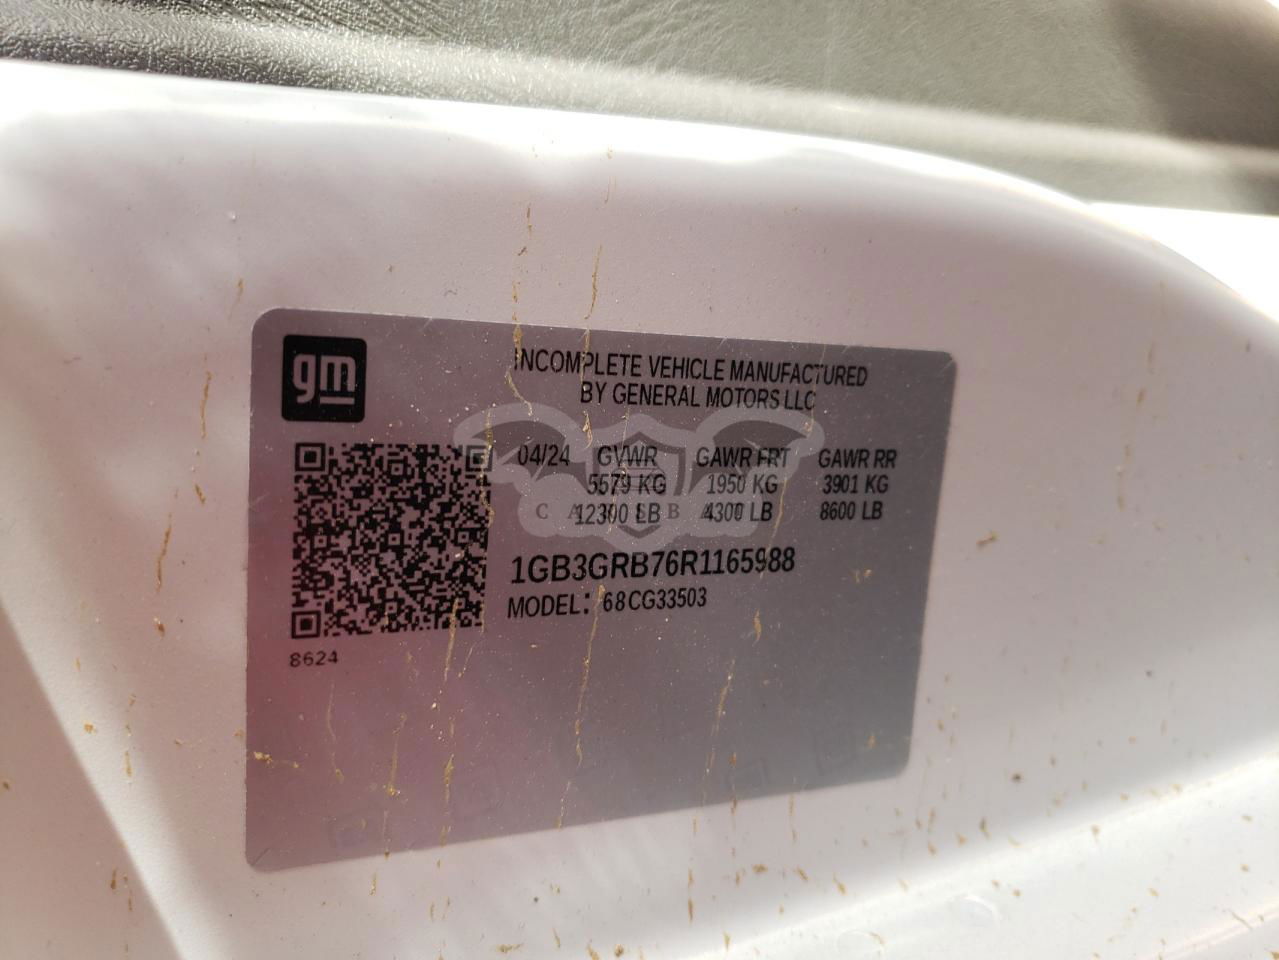 gm
INCOMPLETE VEHICLE MANUFACTURED
BY GENERAL MOTORS LLC
04/24 GVWR GAWR FRT GAWR RR
5579 KG 1950 KG 3901 KG
12300 LB 4300 LB 8600 LB
1GB3GRB76R1165988
MODEL: 68CG33503
8624